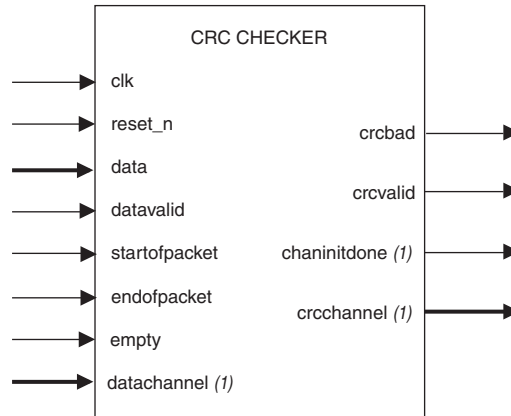 CRC CHECKER
clk
reset_n
data
datavalid
startofpacket
endofpacket
empty
datachannel (1)
crcbad
crcvalid
chaninitdone (1)
crcchannel (1)